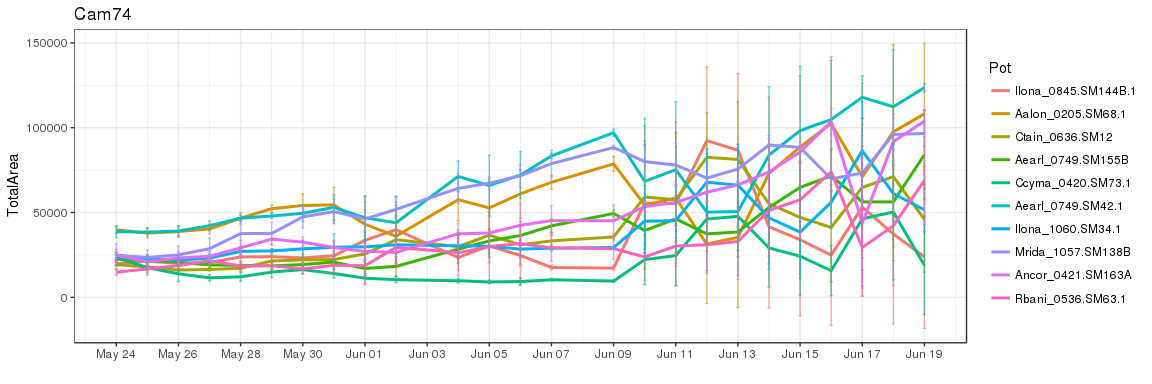 Cam74
TotalArea
150000
100000
50000
0
May 24 May 26 May 28 May 30 Jun 01 Jun 03 Jun 05 Jun 07 Jun 09 Jun 11 Jun 13 Jun 15 Jun 17 Jun 19
Pot
Ilona_0845.SM144B.1
Aalon_0205.SM68.1
Ctain_0636.SM12
Aearl_0749.SM155B
Ccyma_0420.SM73.1
Aearl_0749.SM42.1
Ilona_1060.SM34.1
Mrida_1057.SM138B
Ancor_0421.SM163A
Rbani_0536.SM63.1